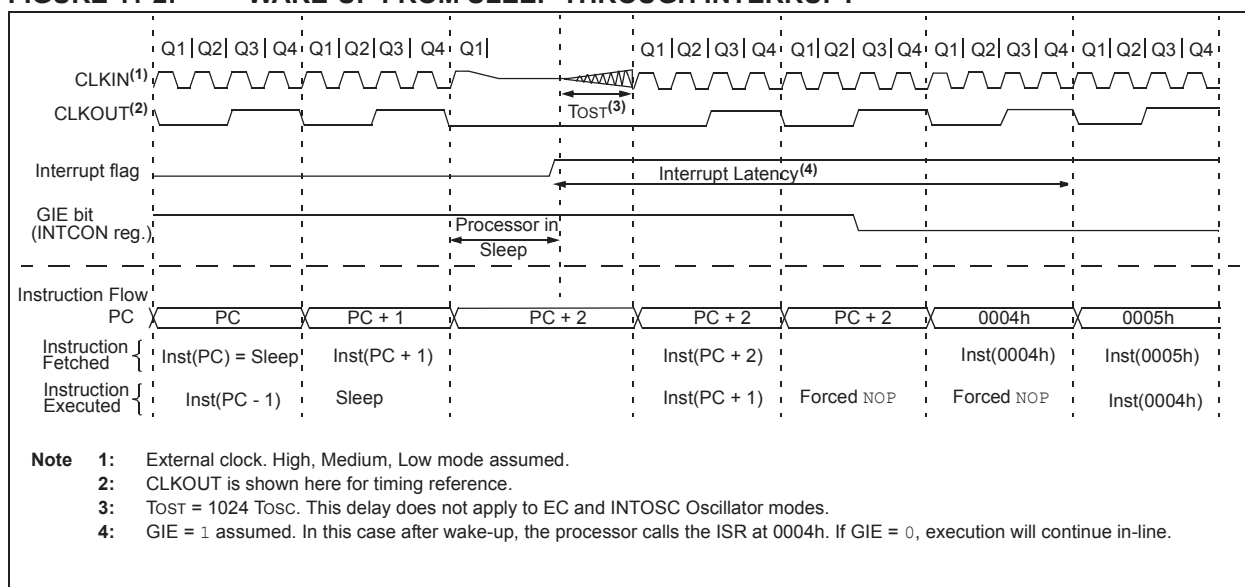 FIGURE 11-2: WAKE-UP FROM SLEEP THROUGH INTERRUPT
Q1 Q2 Q3 Q4 Q1 Q2 Q3 Q4 Q1 Q1 Q2 Q3 Q4 Q1 Q2 Q3 Q4 Q1 Q2 Q3 Q4 Q1 Q2 Q3 Q4
CLKIN(1)
CLKOUT(2)
TOST(3)
Interrupt flag
Interrupt Latency(4)
GIE bit
(INTCON reg.)
Processor in
Sleep
Instruction Flow
PC PC PC + 1 PC + 2 PC + 2 PC + 2 0004h 0005h
Instruction
Fetched
Inst(PC) = Sleep Inst(PC + 1) Inst(PC + 2) Inst(0004h) Inst(0005h)
Instruction
Executed
Inst(PC - 1) Sleep Inst(PC + 1) Forced NOP Forced NOP Inst(0004h)
Note 1: External clock. High, Medium, Low mode assumed.
2: CLKOUT is shown here for timing reference.
3: TOST = 1024 TOSC. This delay does not apply to EC and INTOSC Oscillator modes.
4: GIE = 1 assumed. In this case after wake-up, the processor calls the ISR at 0004h. If GIE = 0, execution will continue in-line.